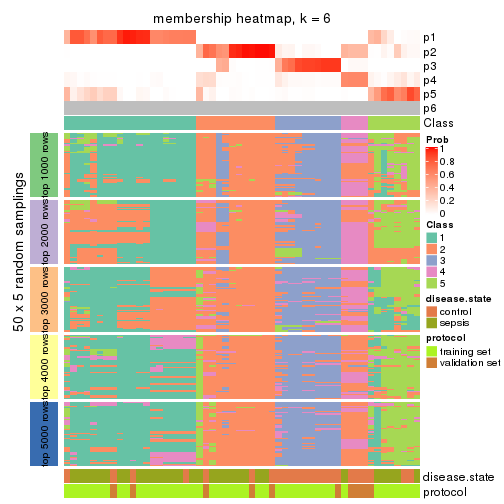 membership heatmap, k = 6
p1
p2
p3
p4
p5
p6
Class
50 x 5 random samplings
top 1000 rows
top 2000 rows
top 3000 rows
top 4000 rows
top 5000 rows
disease.state
protocol
Prob
1
0.8
0.6
0.4
0.2
0
Class
1
2
3
4
5
disease.state
control
sepsis
protocol
training set
validation set